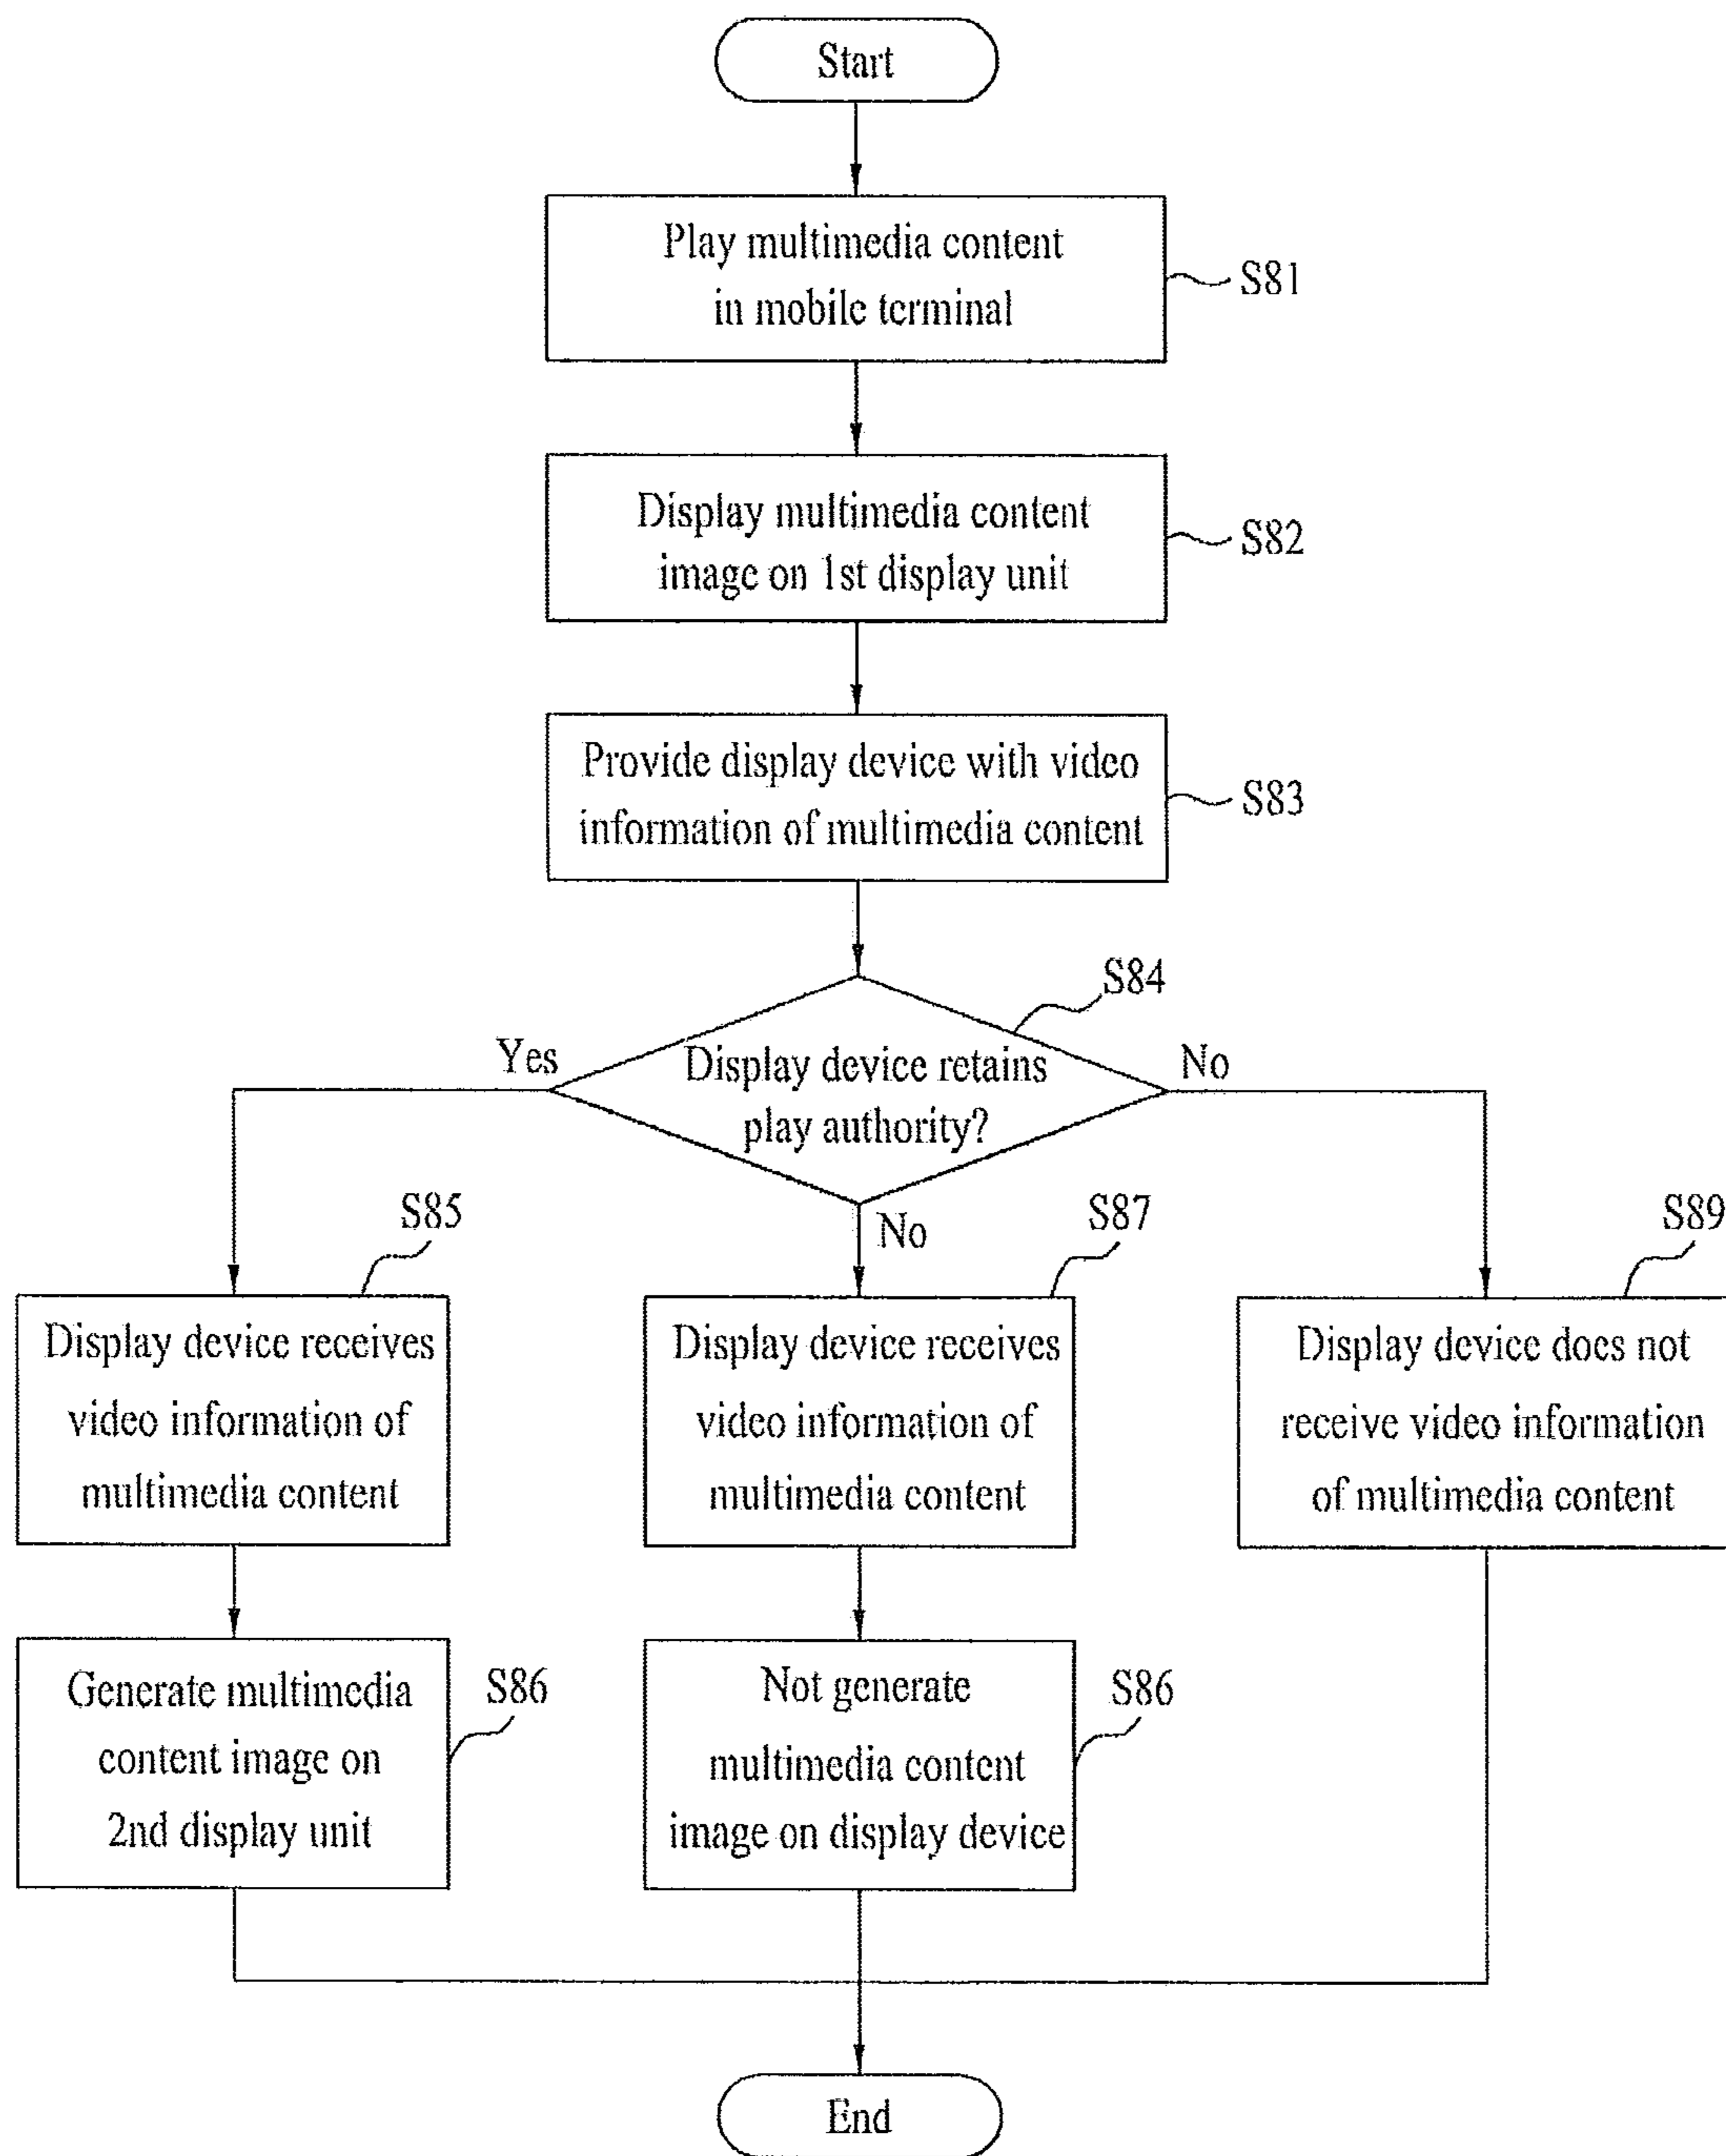 Start
Play multimedia content
in mobile terminal
S81
Display multimedia content
image on 1st display unit
S82
Provide display device with video
information of multimedia content
S83
S84
Display device retains
play authority?
Yes
No
No
S85
Display device receives
video information of
multimedia content
S87
Display device receives
video information of
multimedia content
S89
Display device does not
receive video information
of multimedia content
Generate multimedia
content image on
2nd display unit
S86
Not generate
multimedia content
image on display device
S86
End